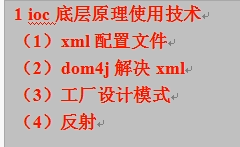 1 ioc 底层原理使用技术
（1）xml 配置文件
（2）dom4j 解决 xml
（3）工厂设计模式
（4）反射